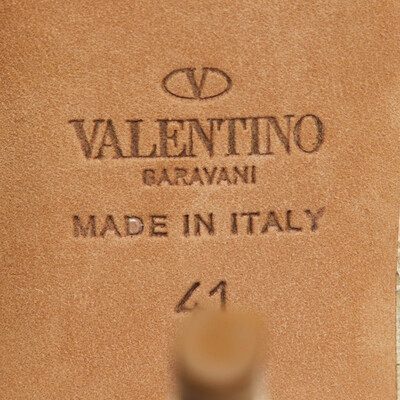 V
VALENTINO
GARAVANI
MADE IN ITALY
41